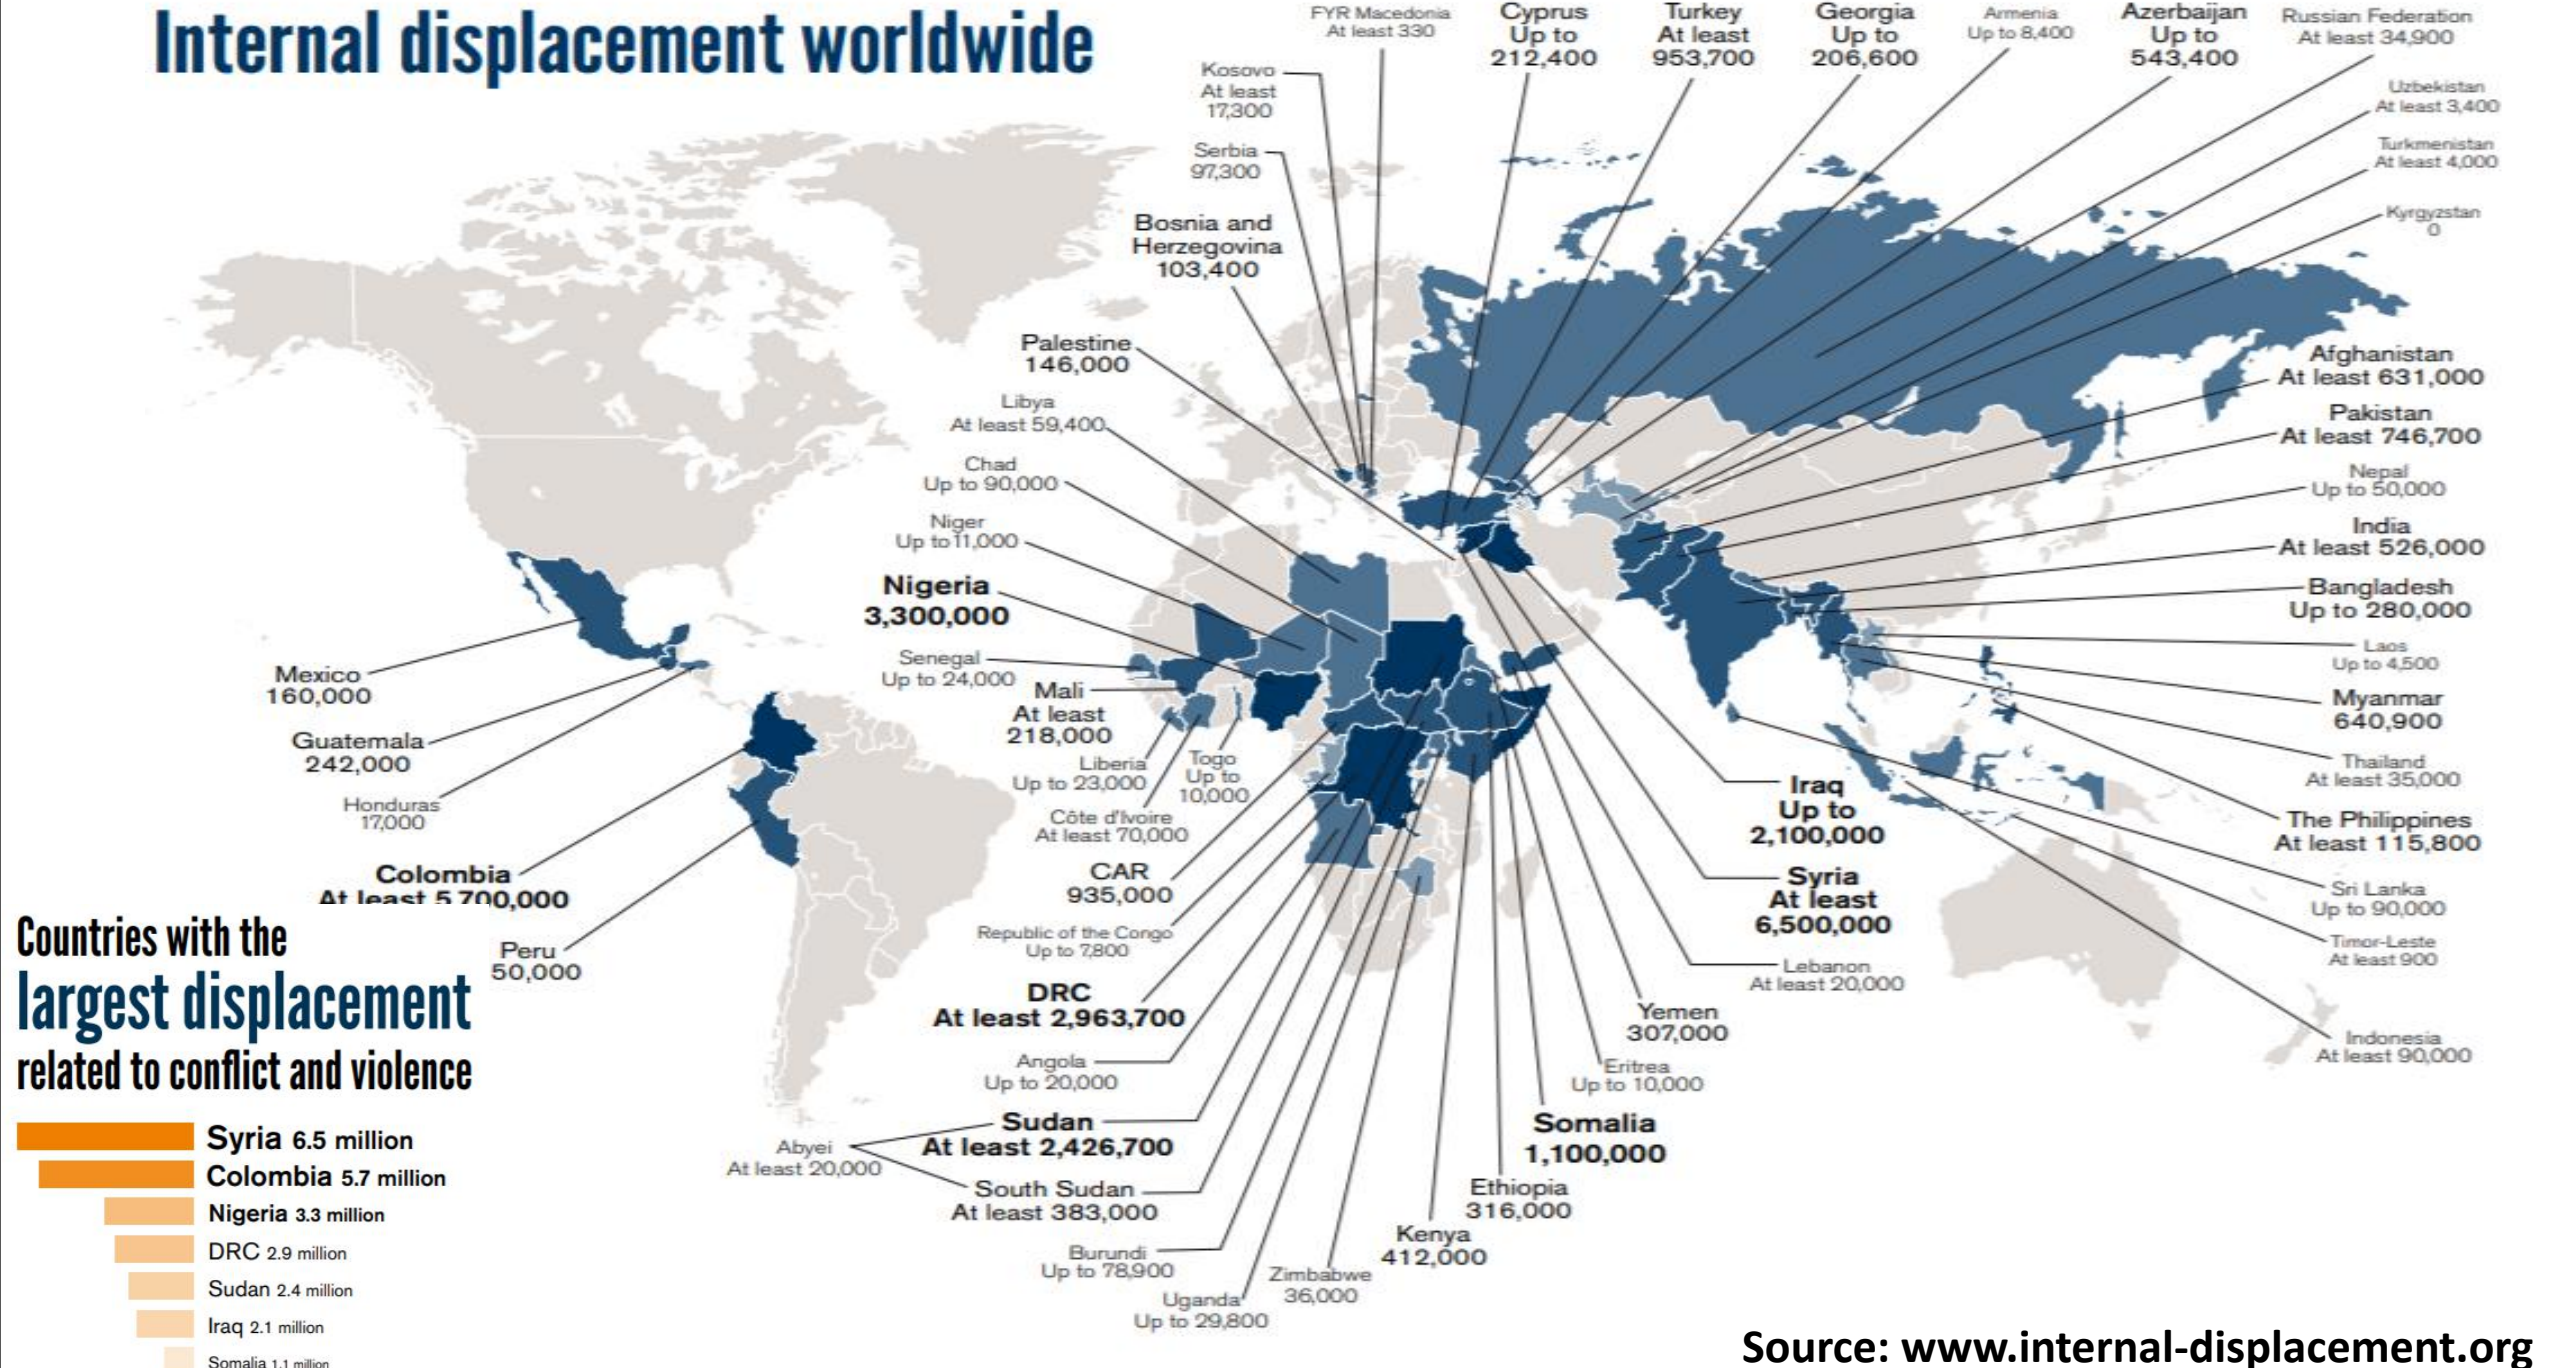 Internal displacement worldwide
FYR Macedonia
At least 330
Cyprus
Up to
212,400
Turkey
At least
953,700
Georgia
Up to
206,600
Armenia
Up to 8,400
Azerbaijan
Up to
543,400
Russian Federation
At least 34,900
Kosovo
At least
17,300
Uzbekistan
At least 3,400
Serbia
97,300
Turkmenistan
At least 4,000
Bosnia and
Herzegovina
103,400
Kyrgyzstan
0
Palestine
146,000
Afghanistan
At least 631,000
Libya
At least 59,400
Pakistan
At least 746,700
Chad
Up to 90,000
Nepal
Up to 50,000
Niger
Up to 11,000
India
At least 526,000
Nigeria
3,300,000
Bangladesh
Up to 280,000
Senegal
Up to 24,000
Laos
Up to 4,500
Mexico
160,000
Mali
At least
218,000
Myanmar
640,900
Guatemala
242,000
Liberia
Up to 23,000
Togo
Up to
10,000
Thailand
At least 35,000
Honduras
17,000
Côte d'Ivoire
At least 70,000
Iraq
Up to
2,100,000
The Philippines
At least 115,800
Colombia
At least 5 700,000
CAR
935,000
Syria
At least
6,500,000
Sri Lanka
Up to 90,000
Peru
50,000
Republic of the Congo
Up to 7,800
Lebanon
At least 20,000
Timor-Leste
At least 900
DRC
At least 2,963,700
Yemen
307,000
Indonesia
At least 90,000
Angola
Up to 20,000
Eritrea
Up to 10,000
Sudan
At least 2,426,700
Somalia
1,100,000
Abyei
At least 20,000
South Sudan
At least 383,000
Ethiopia
316,000
Burundi
Up to 78,900
Kenya
412,000
Uganda
Up to 29,800
Zimbabwe
36,000
Countries with the
largest displacement
related to conflict and violence
Syria 6.5 million
Colombia 5.7 million
Nigeria 3.3 million
DRC 2.9 million
Sudan 2.4 million
Iraq 2.1 million
Somalia 1.1 million
Source: www.internal-displacement.org